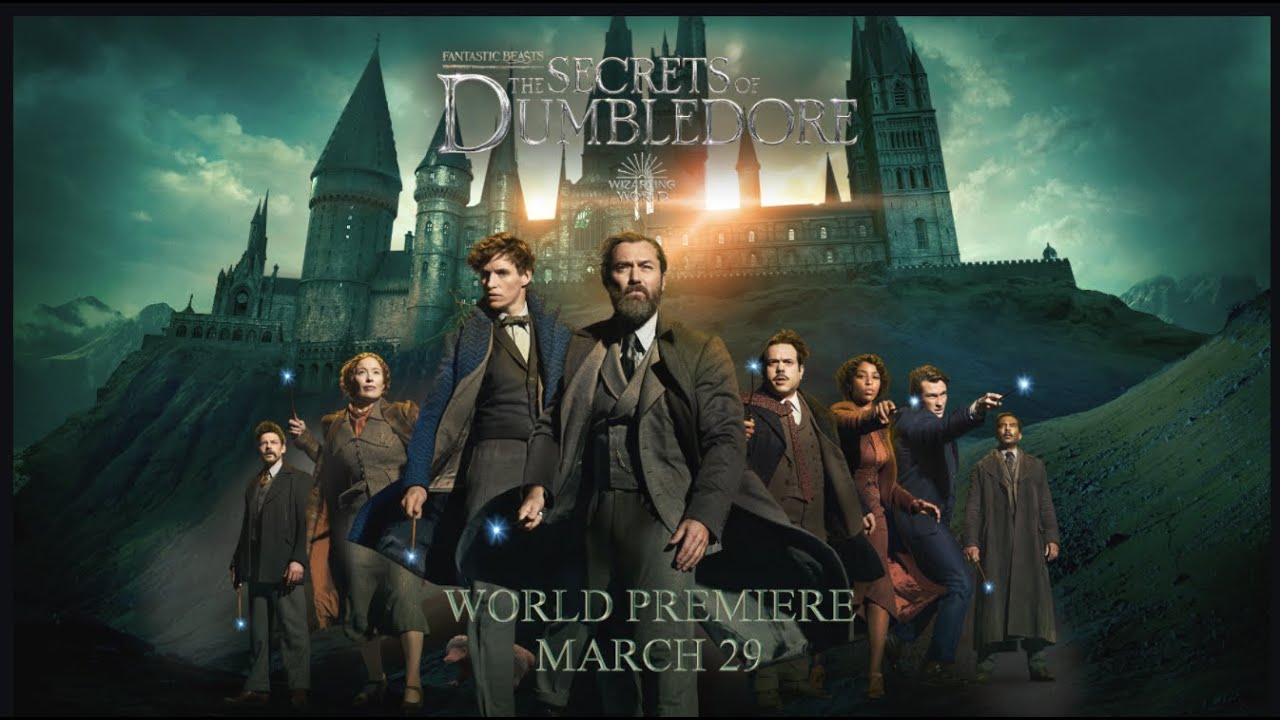 FANTASTIC BEASTS
THE SECRETS OF
DUMBLEDORE
WIZARDING
WORLD
WORLD PREMIERE
MARCH 29